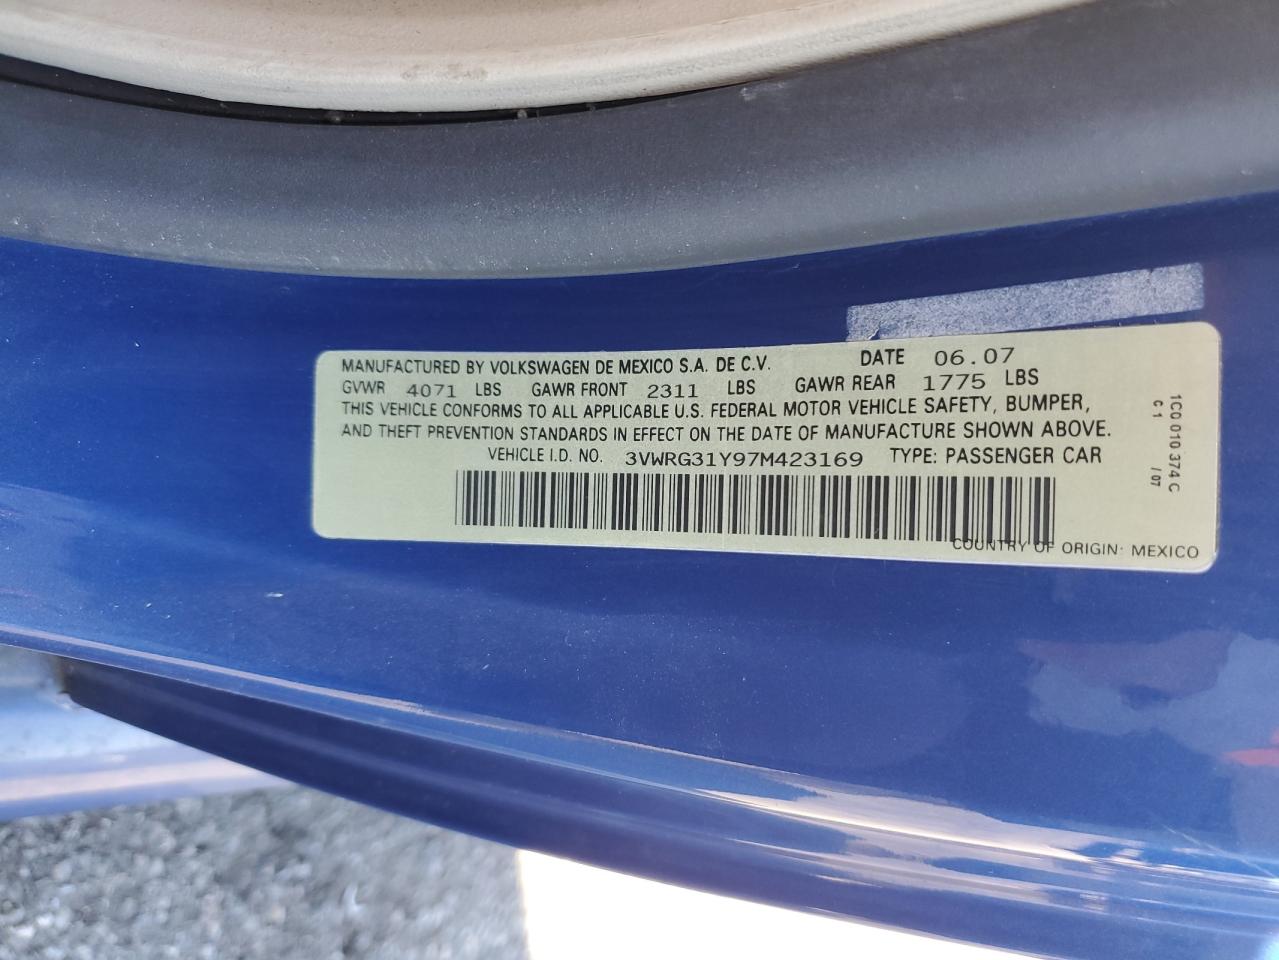 MANUFACTURED BY VOLKSWAGEN DE MEXICO S.A. DE C.V. DATE 06.07
GVWR 4071 LBS GAWR FRONT 2311 LBS GAWR REAR 1775 LBS
THIS VEHICLE CONFORMS TO ALL APPLICABLE U.S. FEDERAL MOTOR VEHICLE SAFETY, BUMPER,
AND THEFT PREVENTION STANDARDS IN EFFECT ON THE DATE OF MANUFACTURE SHOWN ABOVE.
VEHICLE I.D. NO. 3VWRG31Y97M423169 TYPE: PASSENGER CAR
COUNTRY OF ORIGIN: MEXICO
1C0 010 374 C
G 1 /07